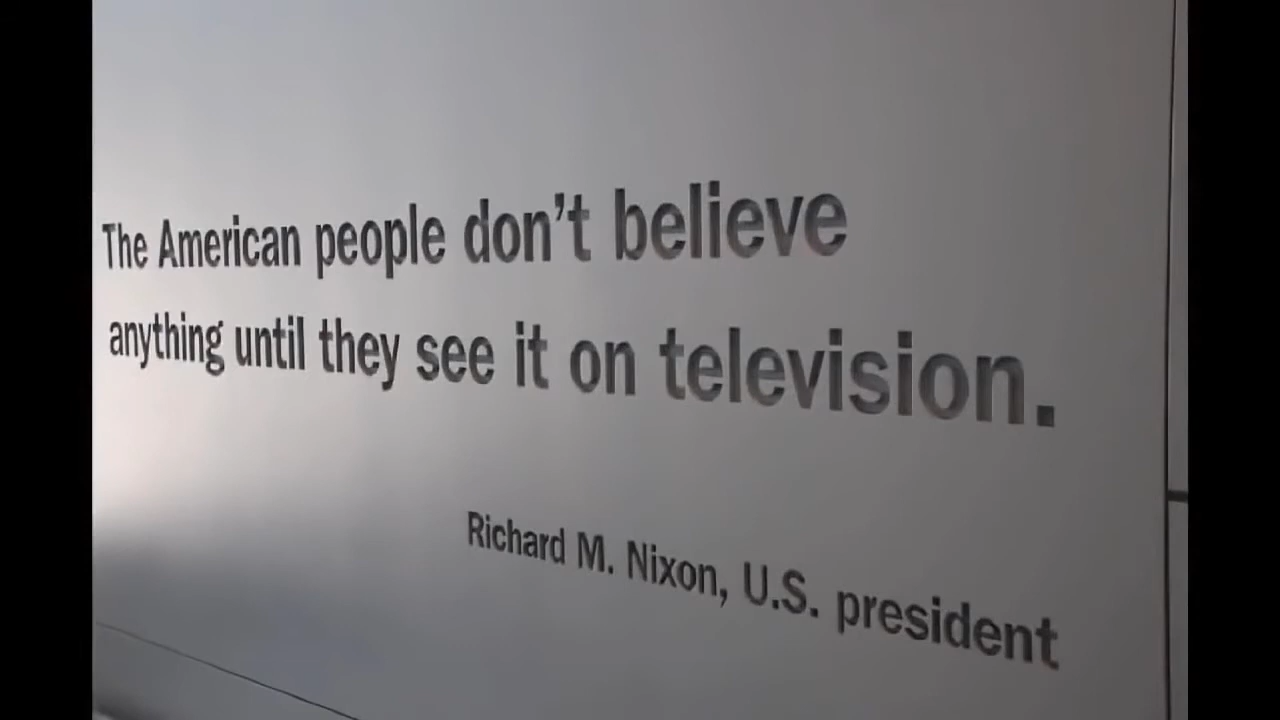 The American people don’t believe
anything until they see it on television.
Richard M. Nixon, U.S. president